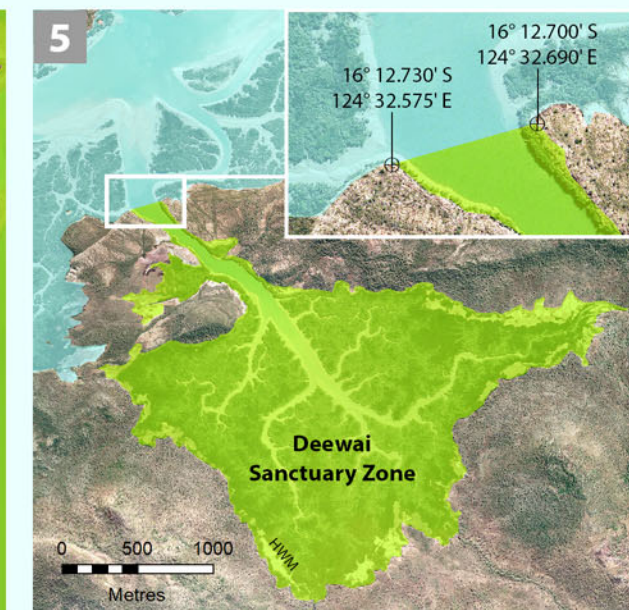 5
16° 12.700' S
124° 32.690' E
16° 12.730' S
124° 32.575' E
Deewai
Sanctuary Zone
HWM
0 500 1000
Metres